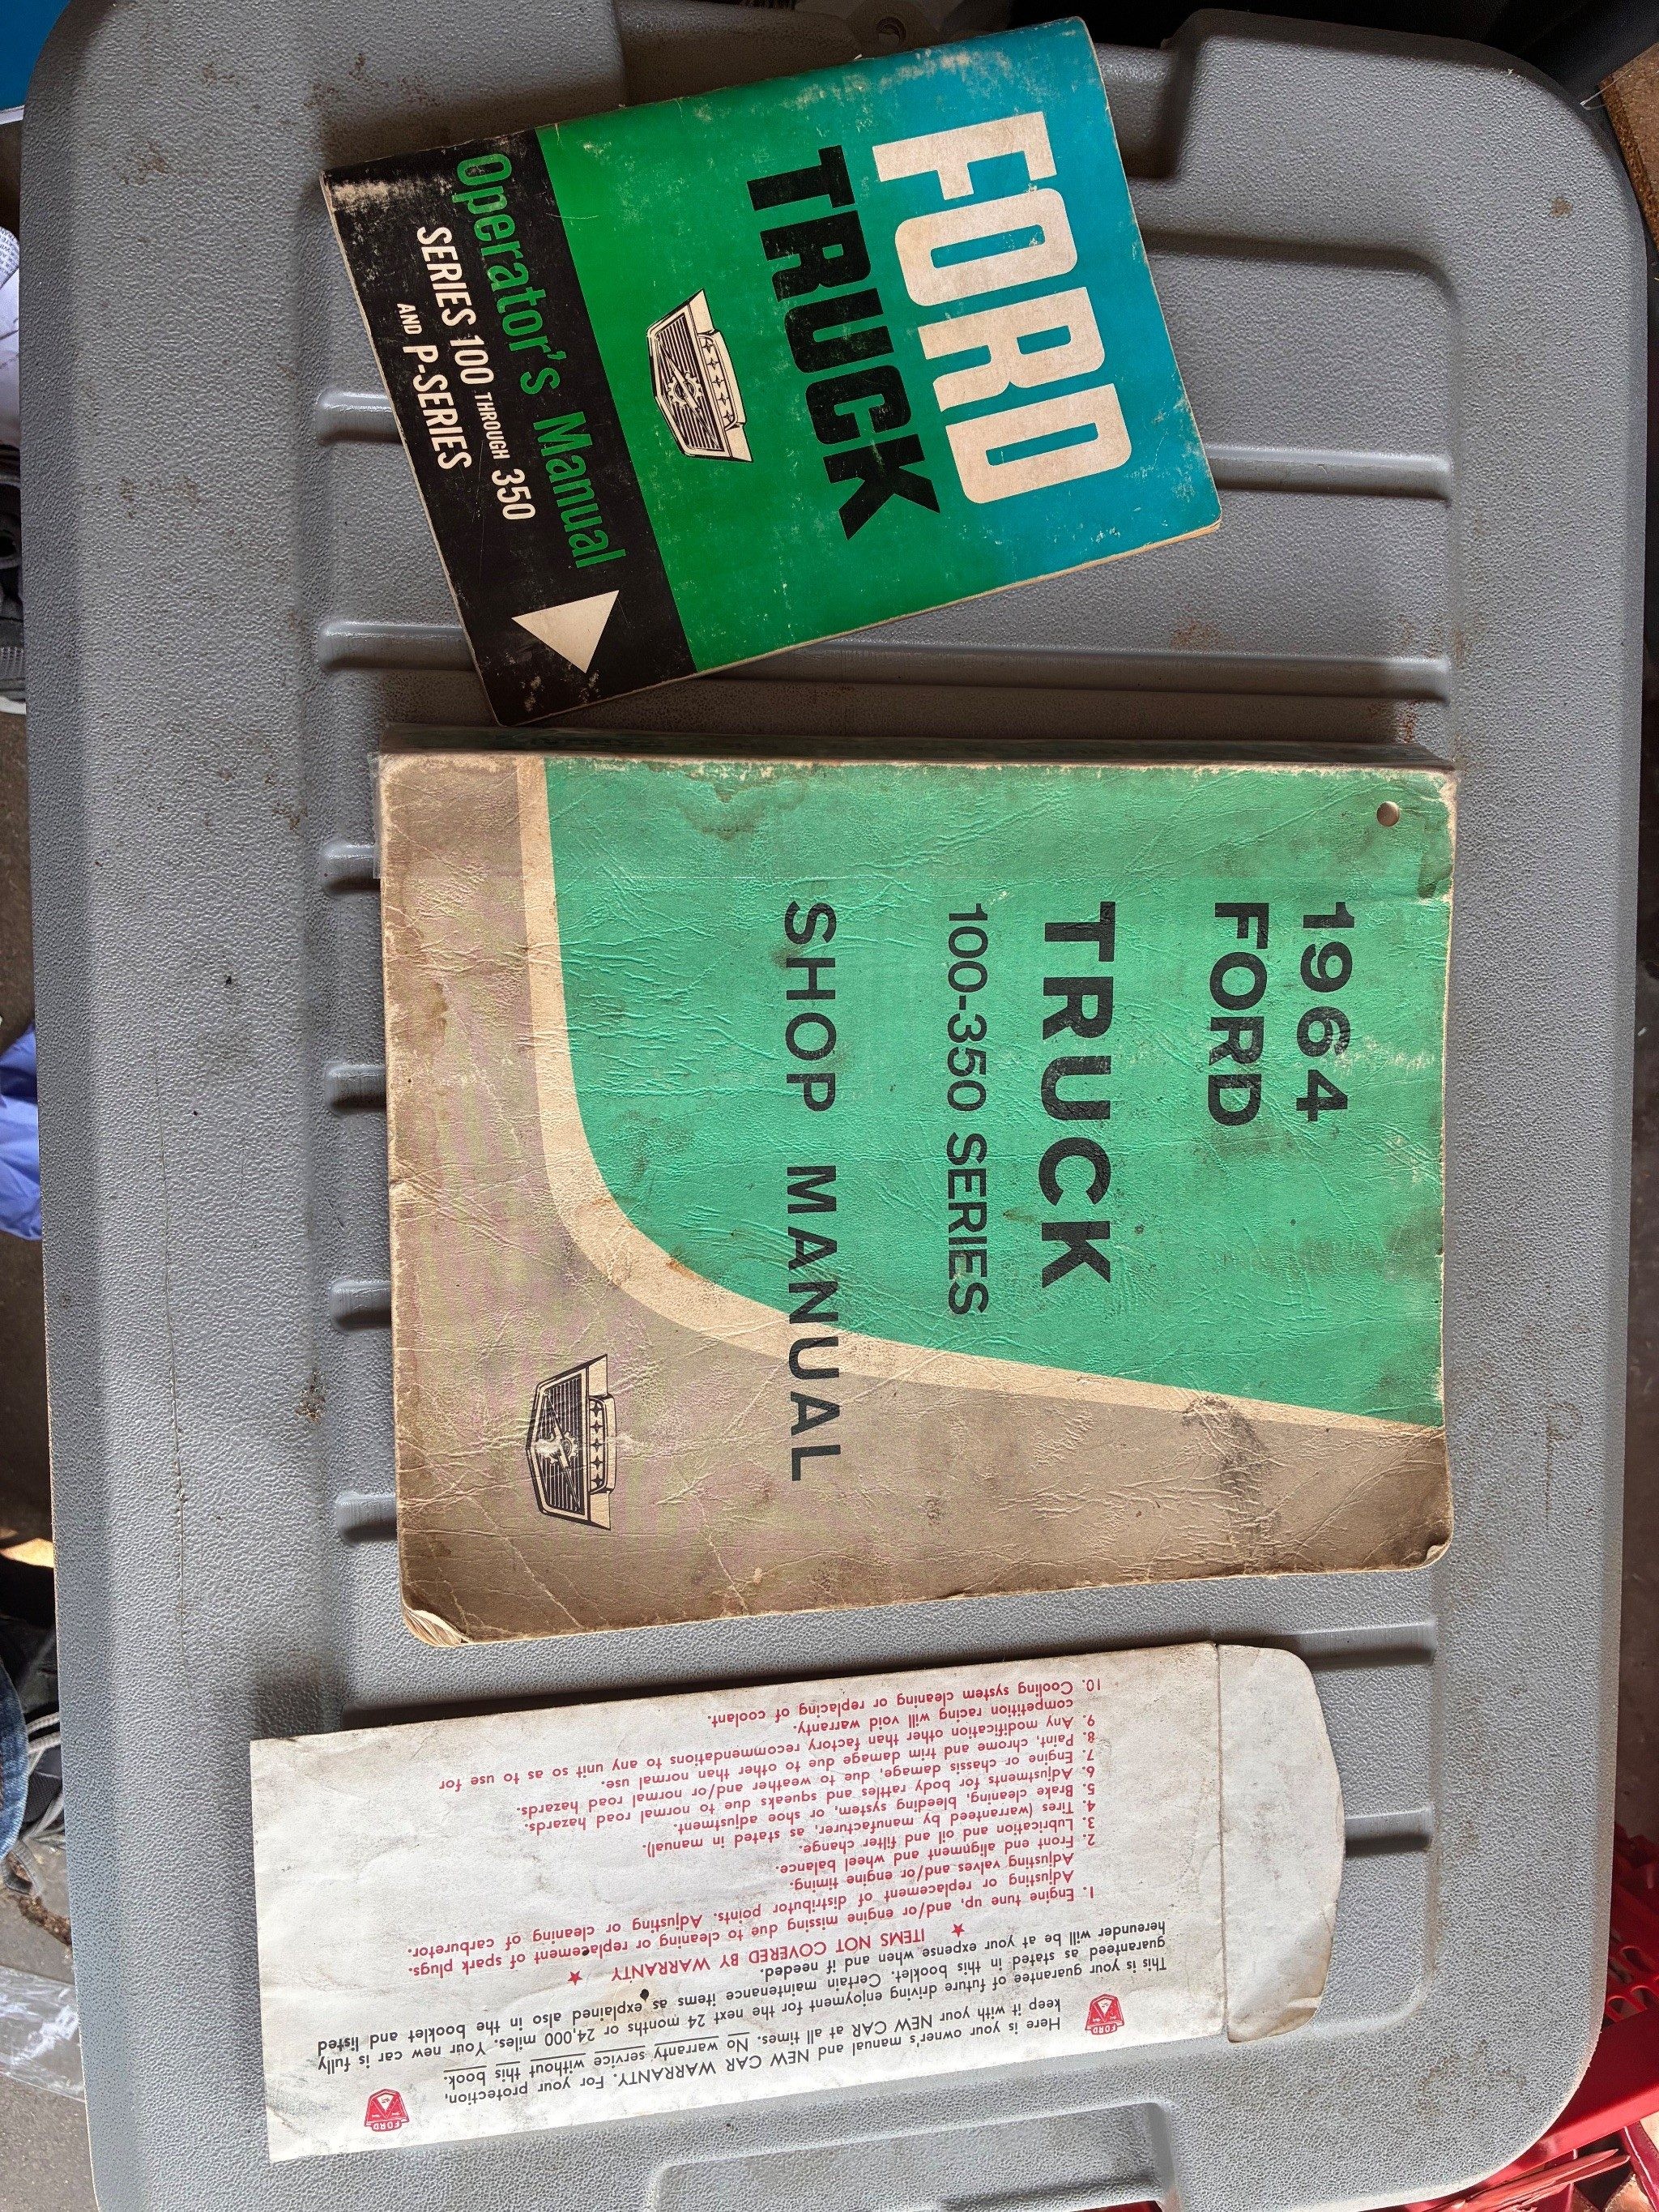 FORD
TRUCK
Operator's Manual
SERIES 100 THROUGH 350
AND P-SERIES
1964
FORD
TRUCK
100-350 SERIES
SHOP MANUAL
FORD
FORD
Here is your owner's manual and NEW CAR WARRANTY. For your protection,
keep it with your NEW CAR at all times. No warranty service without this book.
This is your guarantee of future driving enjoyment for the next 24 months or 24,000 miles. Your new car is fully
guaranteed as stated in this booklet. Certain maintenance items as explained also in the booklet and listed
hereunder will be at your expense when and if needed.
★ ITEMS NOT COVERED BY WARRANTY ★
1. Engine tune up, and/or engine missing due to cleaning or replacement of spark plugs.
Adjusting or replacement of distributor points. Adjusting or cleaning of carburetor.
Adjusting valves and/or engine timing.
2. Front end alignment and wheel balance.
3. Lubrication and oil and filter change.
4. Tires (warranteed by manufacturer, as stated in manual).
5. Brake cleaning, bleeding system, or shoe adjustment.
6. Adjustments for body rattles and squeaks due to normal road hazards.
7. Engine or chassis damage, due to weather and/or normal road hazards.
8. Paint, chrome and trim damage due to other than normal use.
9. Any modification other than factory recommendations to any unit so as to use for
competition racing will void warranty.
10. Cooling system cleaning or replacing of coolant.